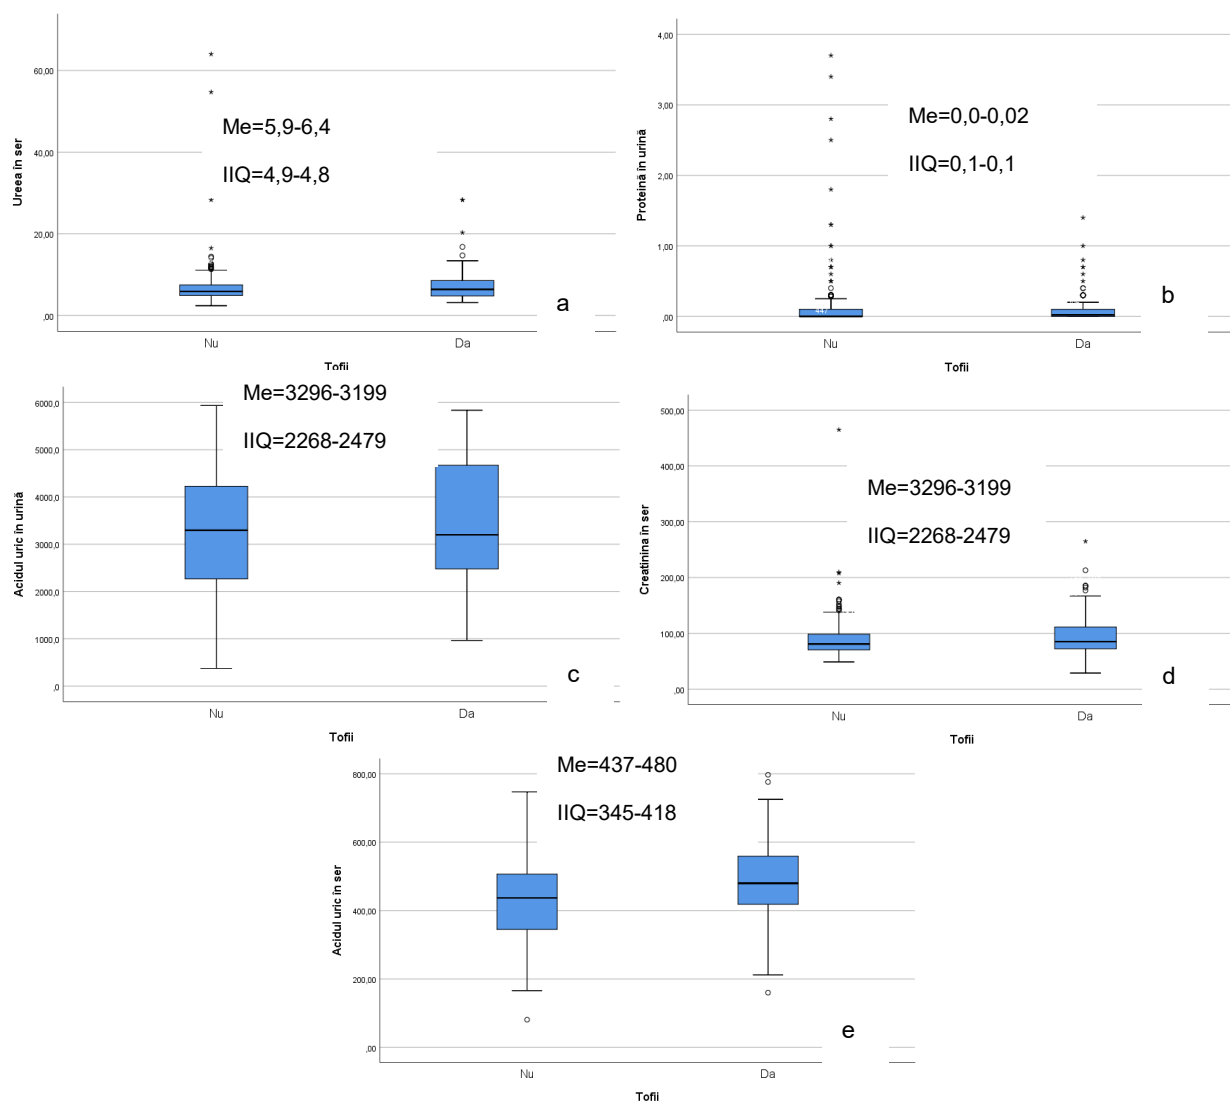 Ureea în ser
60,00
40,00
20,00
,00
Me=5,9-6,4
IIQ=4,9-4,8
a
Nu
Da
Tofii
Proteină în urină
4,00
3,00
2,00
1,00
,00
Me=0,0-0,02
IIQ=0,1-0,1
447
b
Nu
Da
Tofii
Acidul uric în urină
6000,0
5000,0
4000,0
3000,0
2000,0
1000,0
,0
Me=3296-3199
IIQ=2268-2479
c
Nu
Da
Tofii
Creatinina în ser
500,00
400,00
300,00
200,00
100,00
,00
Me=3296-3199
IIQ=2268-2479
d
Nu
Da
Tofii
Acidul uric în ser
800,00
600,00
400,00
200,00
,00
Me=437-480
IIQ=345-418
e
Nu
Da
Tofii